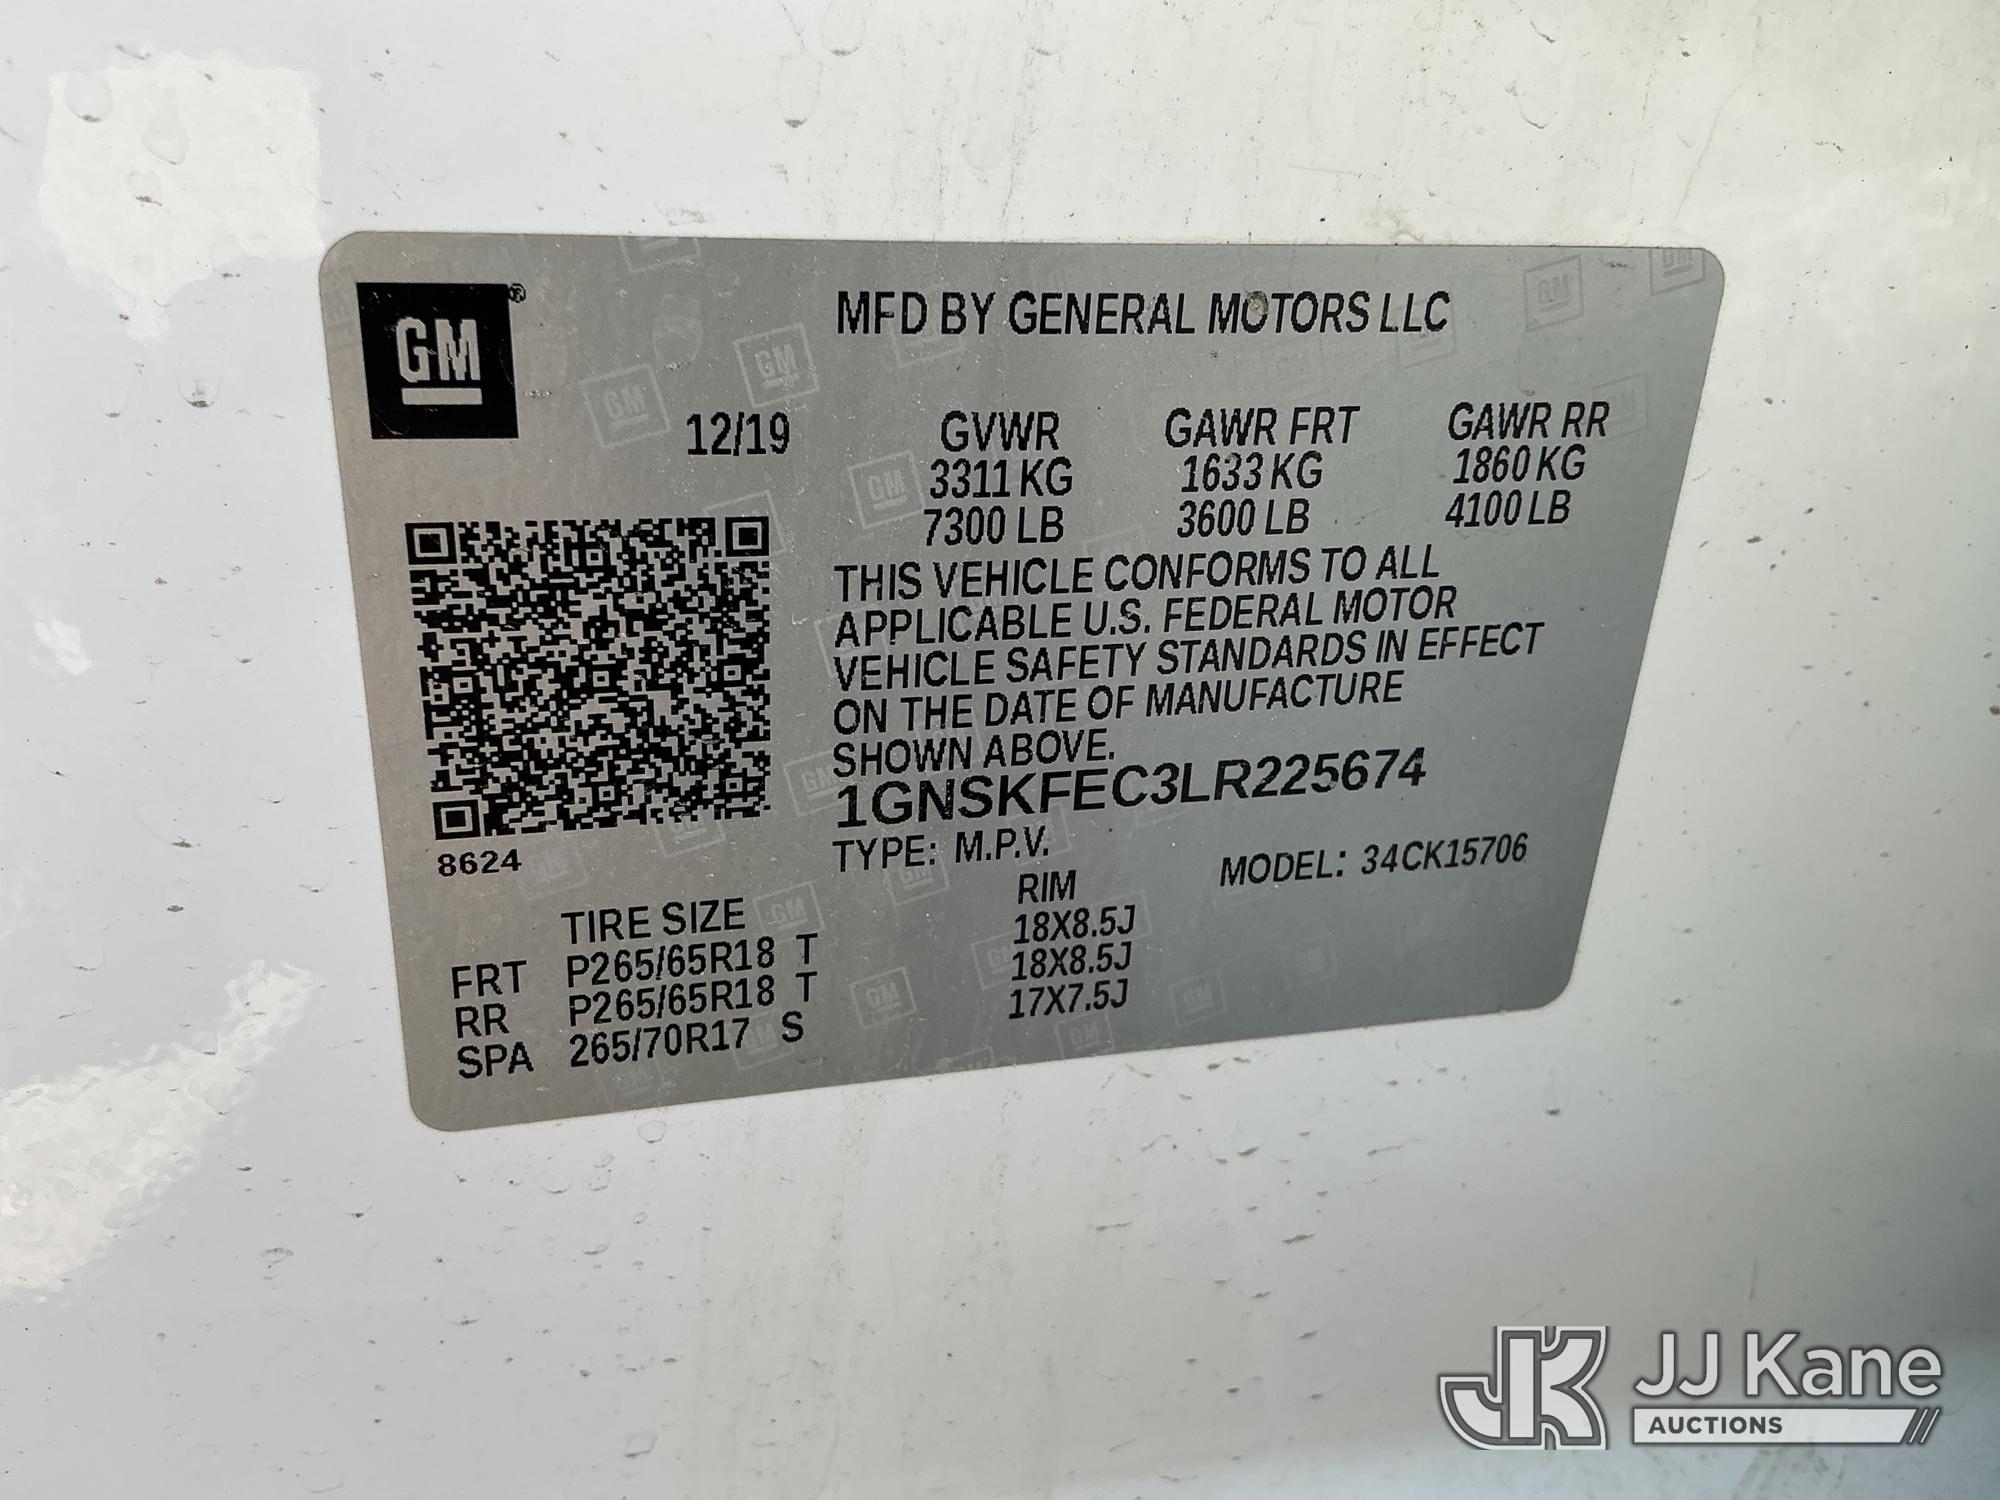 GM®
MFD BY GENERAL MOTORS LLC
12/19
GVWR GAWR FRT GAWR RR
3311 KG 1633 KG 1860 KG
7300 LB 3600 LB 4100 LB
THIS VEHICLE CONFORMS TO ALL
APPLICABLE U.S. FEDERAL MOTOR
VEHICLE SAFETY STANDARDS IN EFFECT
ON THE DATE OF MANUFACTURE
SHOWN ABOVE.
1GNSKFEC3LR225674
8624
TYPE: M.P.V. MODEL: 34CK15706
TIRE SIZE RIM
FRT P265/65R18 T 18X8.5J
RR P265/65R18 T 18X8.5J
SPA 265/70R17 S 17X7.5J
JK JJ Kane
AUCTIONS